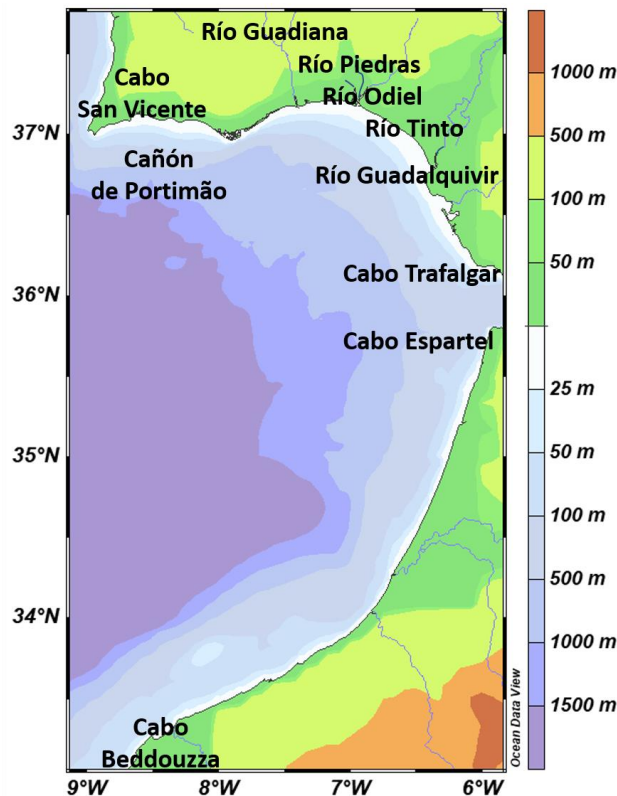 Río Guadiana
Río Piedras
Cabo
San Vicente
Río Odiel
Río Tinto
Cañón
de Portimão
Río Guadalquivir
Cabo Trafalgar
Cabo Espartel
Cabo
Beddouzza
37°N
36°N
35°N
34°N
9°W
8°W
7°W
6°W
1000 m
500 m
100 m
50 m
25 m
50 m
100 m
500 m
1000 m
1500 m
Ocean Data View